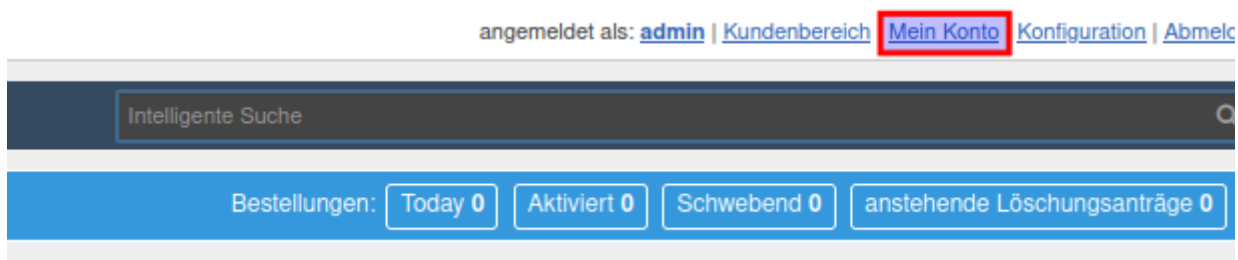 angemeldet als: admin | Kundenbereich Mein Konto Konfiguration | Abmeld
Intelligente Suche
Bestellungen: Today 0 Aktiviert 0 Schwebend 0 anstehende Löschungsanträge 0